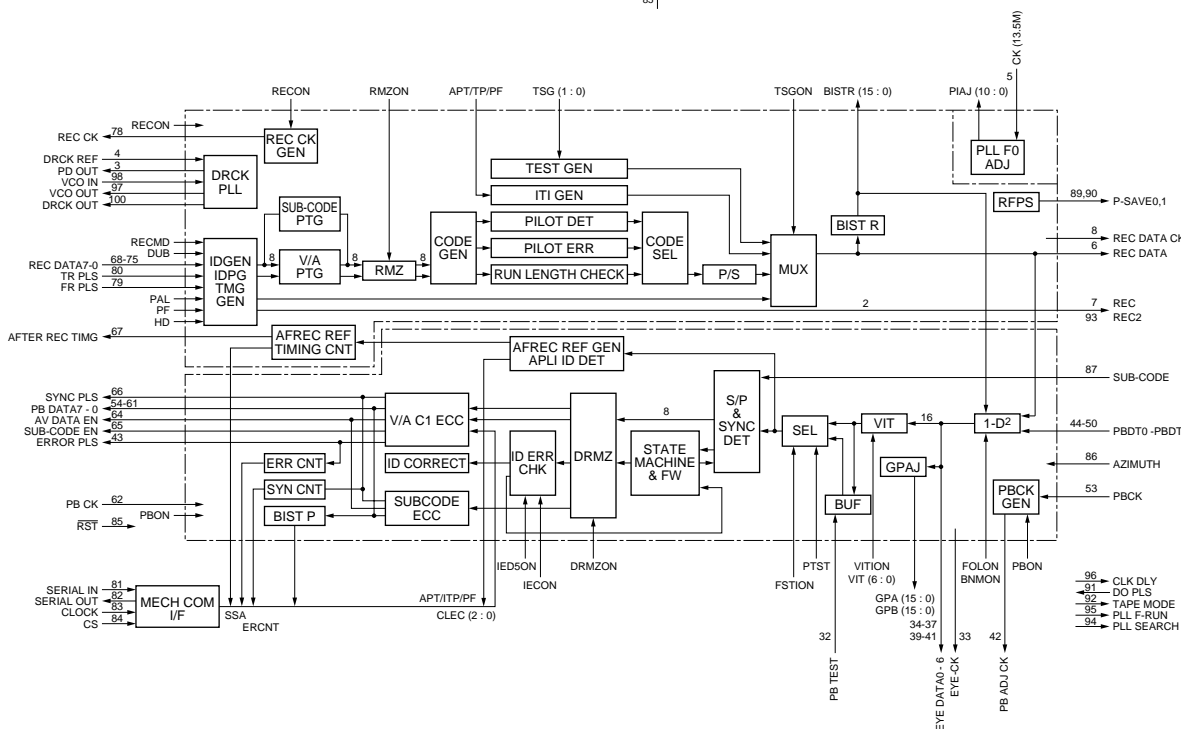 85
CK (13.5M)
5
RECON
RMZON
APT/TP/PF
TSG (1 : 0)
TSGON
BISTR (15 : 0)
PIAJ (10 : 0)
RECON
REC CK
78
REC CK
GEN
PLL F0
ADJ
DRCK REF
4
PD OUT
3
VCO IN
98
VCO OUT
97
DRCK OUT
100
DRCK
PLL
TEST GEN
ITI GEN
RFPS
89,90
P-SAVE0,1
SUB-CODE
PTG
PILOT DET
BIST R
8
REC DATA CK
6
REC DATA
RECMD
DUB
REC DATA7-0
68-75
TR PLS
80
FR PLS
79
PAL
PF
HD
IDGEN
IDPG
TMG
GEN
8
V/A
PTG
8
RMZ
8
CODE
GEN
PILOT ERR
RUN LENGTH CHECK
CODE
SEL
P/S
MUX
2
7
REC
93
REC2
AFTER REC TIMG
67
AFREC REF
TIMING CNT
AFREC REF GEN
APLI ID DET
87
SUB-CODE
SYNC PLS
66
PB DATA7 - 0
54-61
AV DATA EN
64
SUB-CODE EN
65
ERROR PLS
43
V/A C1 ECC
8
S/P
&
SYNC
DET
SEL
VIT
16
1-D2
44-50
PBDT0 -PBDT
ERR CNT
ID CORRECT
ID ERR
CHK
DRMZ
STATE
MACHINE
& FW
GPAJ
86
AZIMUTH
SYN CNT
BUF
PBCK
GEN
53
PBCK
PB CK
62
PBON
RST
85
BIST P
SUBCODE
ECC
IED5ON
IECON
DRMZON
PTST
FSTION
VITION
VIT (6 : 0)
FOLON
BNMON
PBON
SERIAL IN
81
SERIAL OUT
82
CLOCK
83
CS
84
MECH COM
I/F
SSA
ERCNT
APT/ITP/PF
CLEC (2 : 0)
GPA (15 : 0)
GPB (15 : 0)
34-37
39-41
32
33
42
PB TEST
EYE DATA0 - 6
EYE-CK
PB ADJ CK
96
CLK DLY
91
DO PLS
92
TAPE MODE
95
PLL F-RUN
94
PLL SEARCH